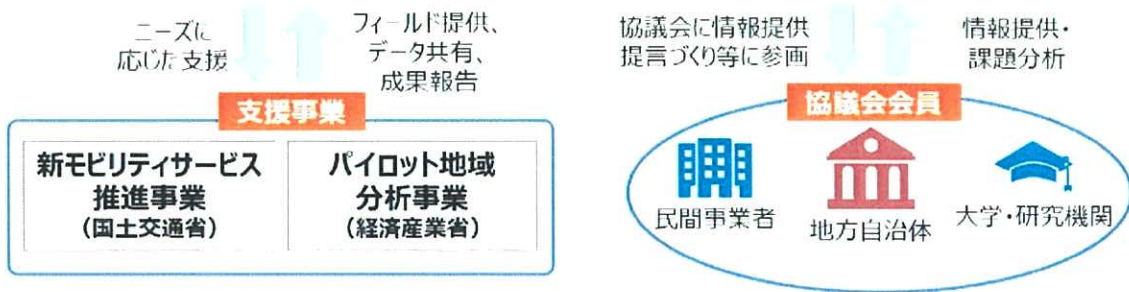 ニーズに
応じた支援
フィールド提供、
データ共有、
成果報告
支援事業
新モビリティサービス
推進事業
（国土交通省）
パイロット地域
分析事業
（経済産業省）
協議会に情報提供
提言づくり等に参画
情報提供・
課題分析
協議会会員
民間事業者
地方自治体
大学・研究機関